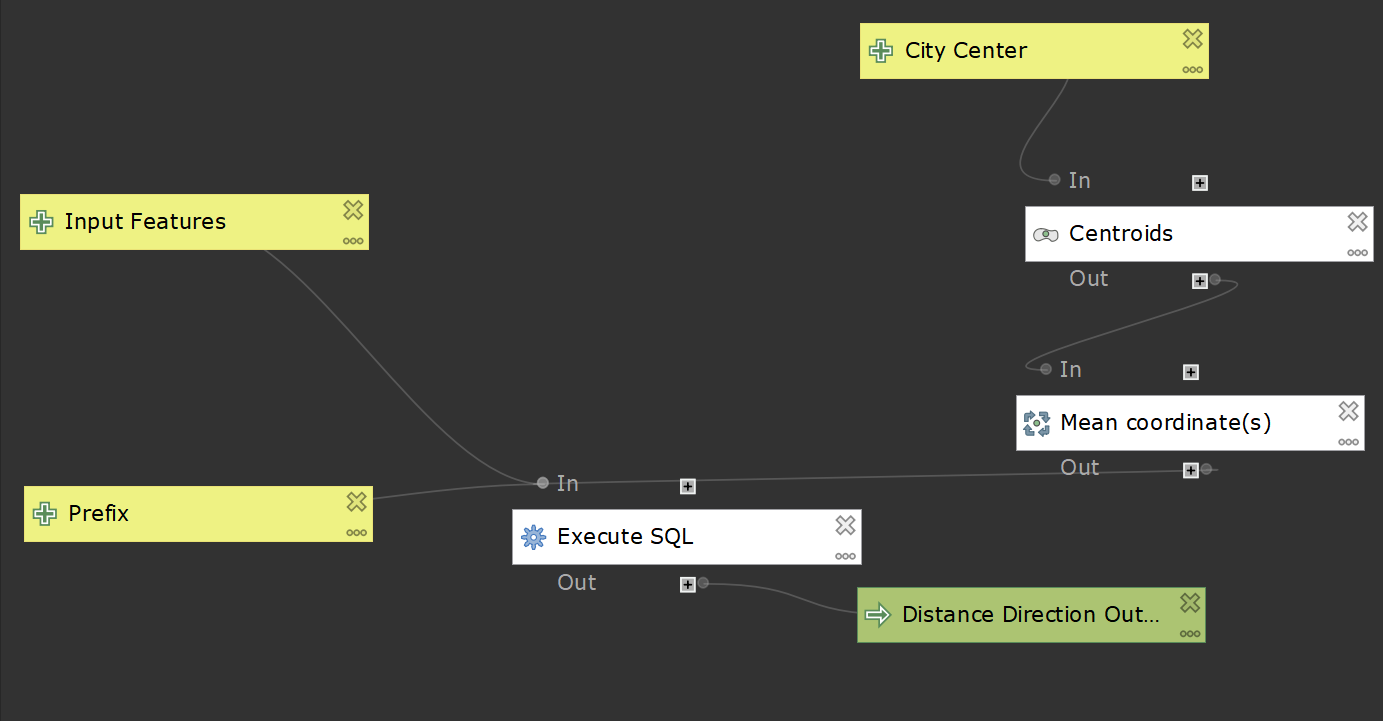 City Center
In
Input Features
Centroids
Out
In
Mean coordinate(s)
Out
In
Prefix
Execute SQL
Out
Distance Direction Out...